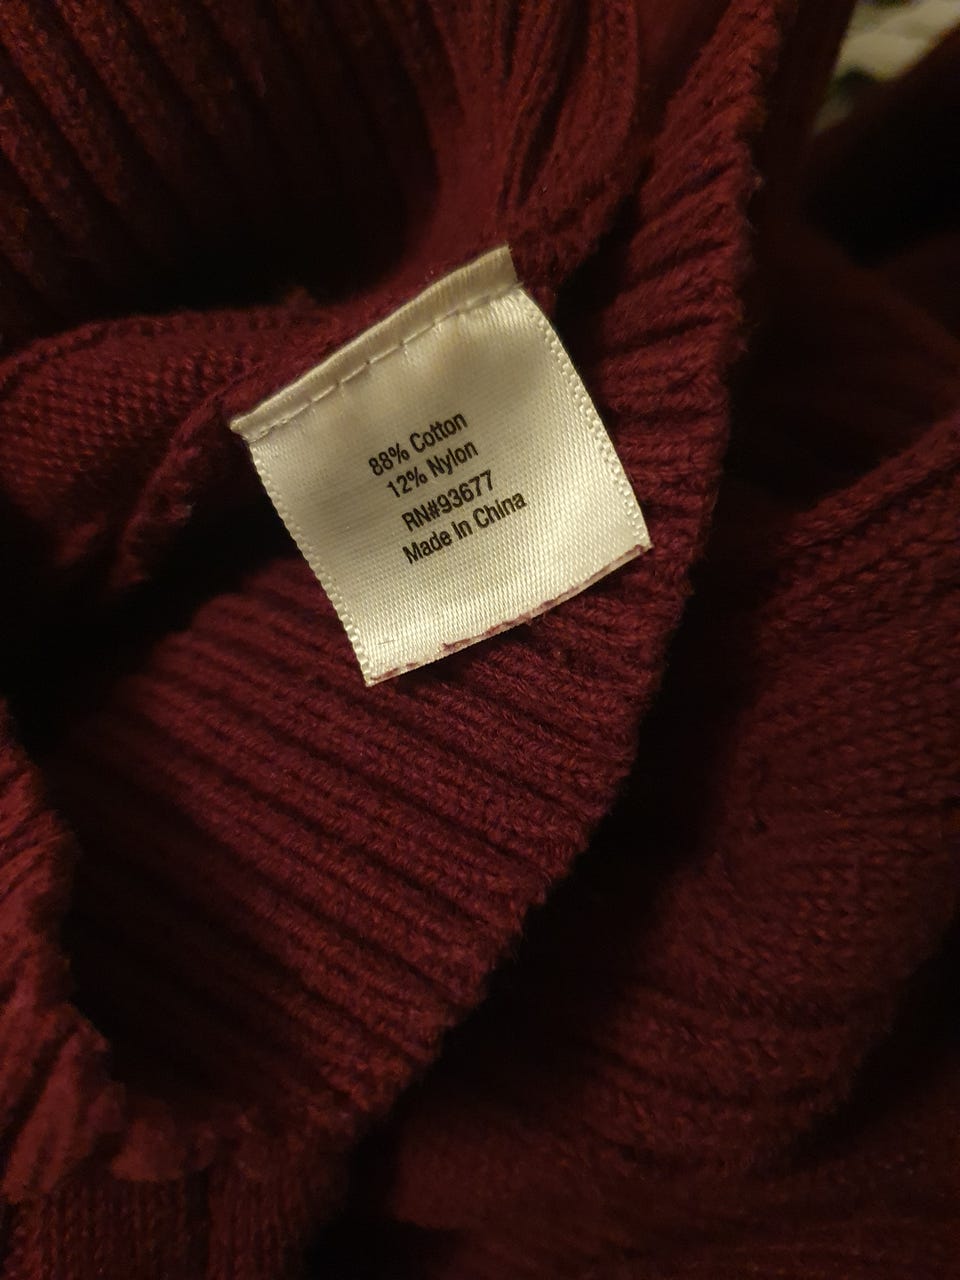 88% Cotton
12% Nylon
RN#93677
Made In China